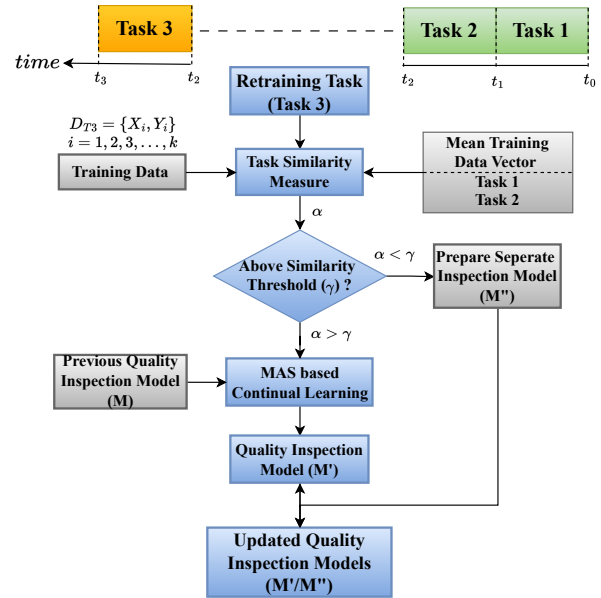 Task 3
Task 2
Task 1
time
t₃
t₂
t₂
t₁
t₀
Retraining Task
(Task 3)
D_{T3} = {X_i, Y_i}
i = 1, 2, 3, . . . , k
Training Data
Task Similarity
Measure
Mean Training
Data Vector
Task 1
Task 2
α
Above Similarity
Threshold (γ) ?
α < γ
Prepare Seperate
Inspection Model
(M")
α > γ
Previous Quality
Inspection Model
(M)
MAS based
Continual Learning
Quality Inspection
Model (M')
Updated Quality
Inspection Models
(M'/M")